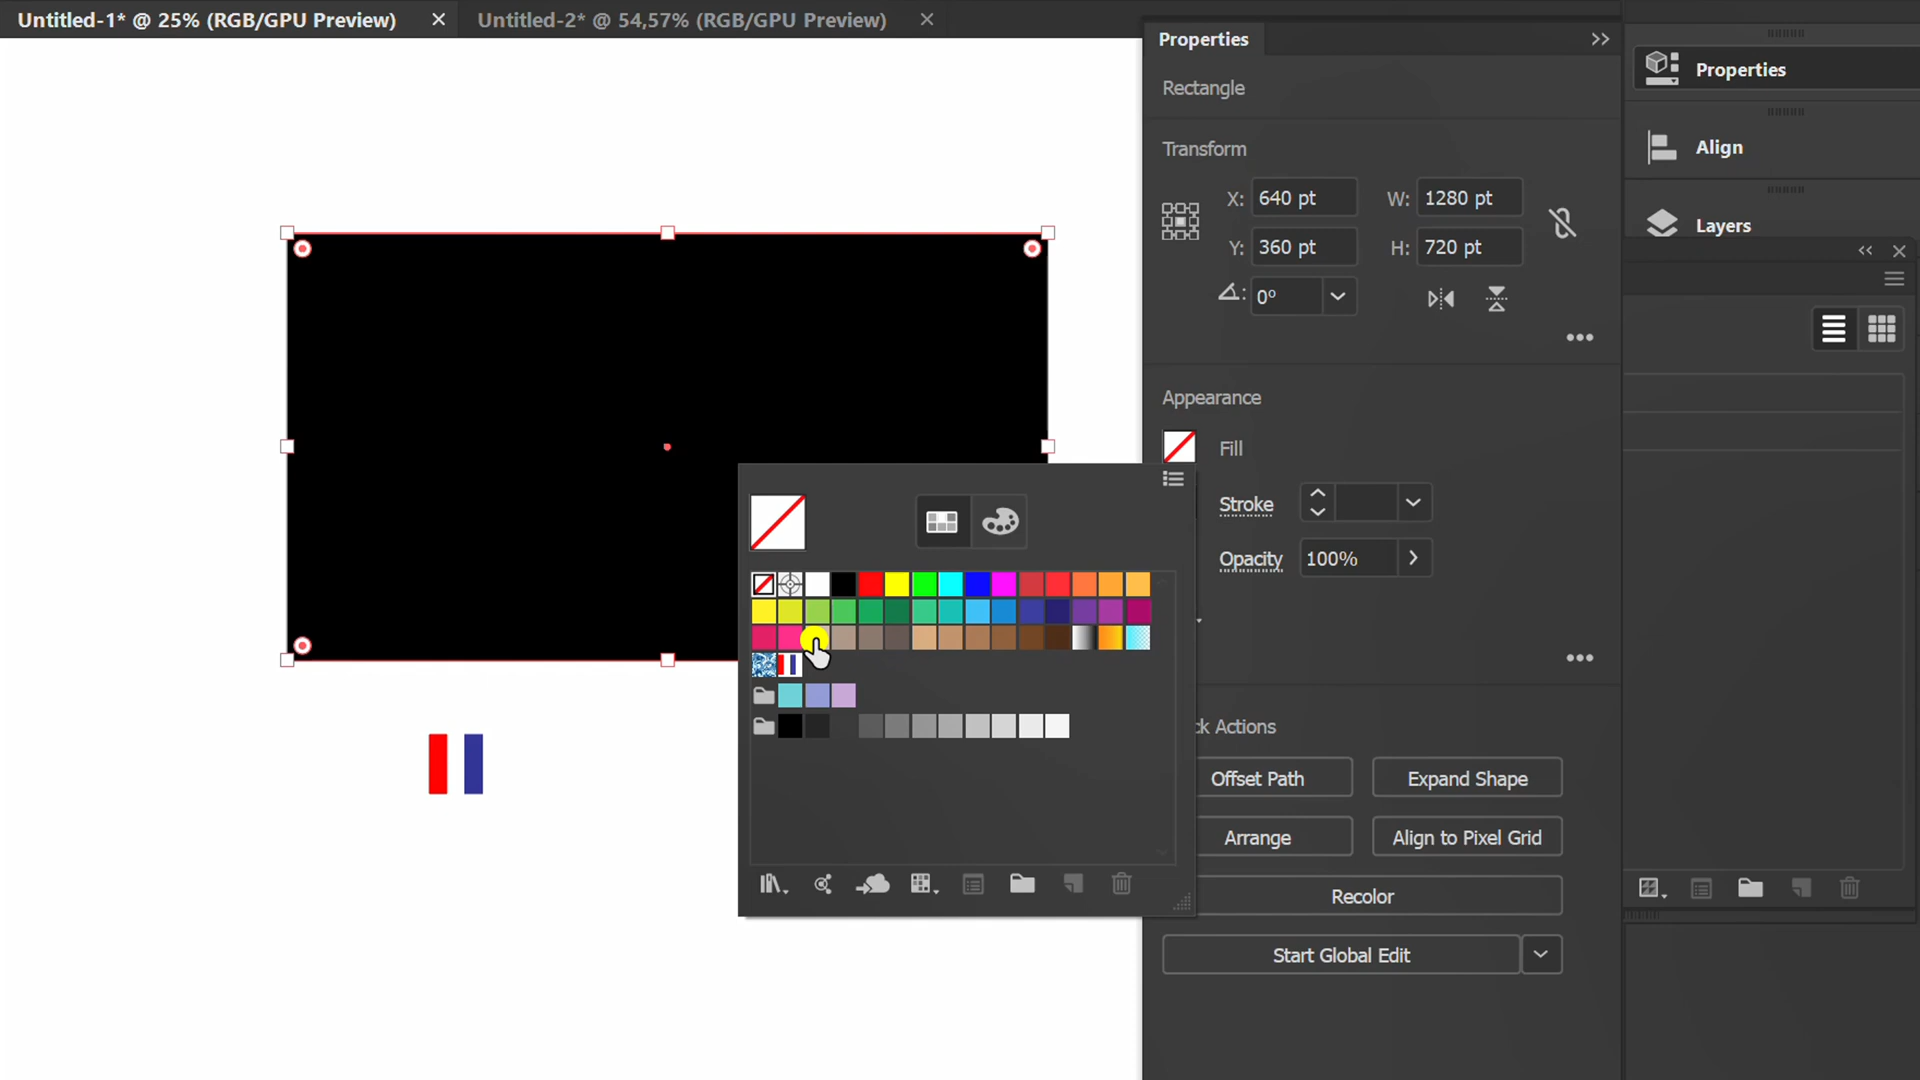 Untitled-1* @ 25% (RGB/GPU Preview)
Untitled-2* @ 54,57% (RGB/GPU Preview)
Properties
Rectangle
Transform
X: 640 pt W: 1280 pt
Y: 360 pt H: 720 pt
0°
Appearance
Fill
Stroke
Opacity 100%
ck Actions
Offset Path
Expand Shape
Arrange
Align to Pixel Grid
Recolor
Start Global Edit
Properties
Align
Layers